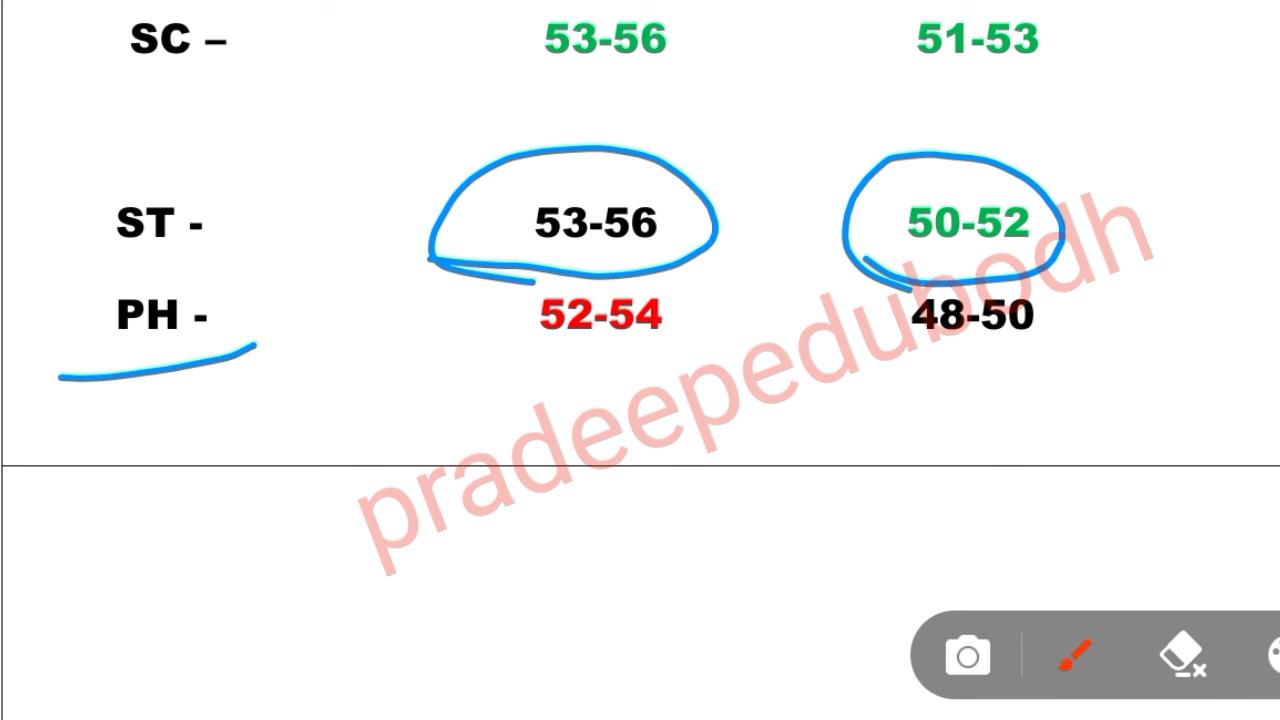 SC – 53-56 51-53
ST - 53-56 50-52
PH - 52-54 48-50
pradeepedubodh